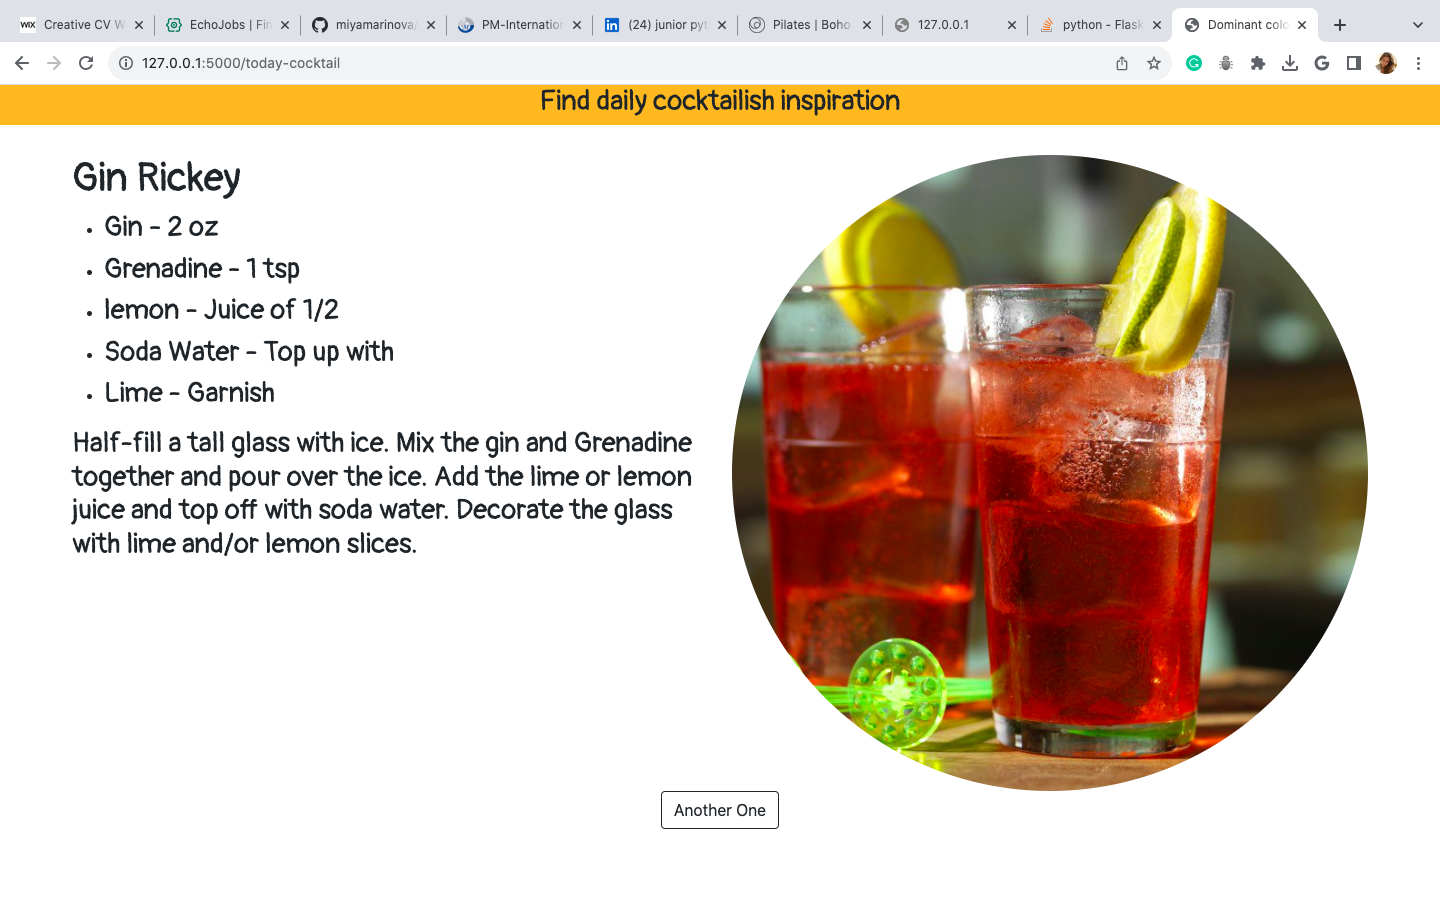 WIX Creative CV W
EchoJobs | Fin
miyamarinova/
PM-Internation
(24) junior pyt
Pilates | Boho
127.0.0.1
python - Flask
Dominant colo
127.0.0.1:5000/today-cocktail
Find daily cocktailish inspiration
Gin Rickey
• Gin - 2 oz
• Grenadine - 1 tsp
• lemon - Juice of 1/2
• Soda Water - Top up with
• Lime - Garnish
Half-fill a tall glass with ice. Mix the gin and Grenadine
together and pour over the ice. Add the lime or lemon
juice and top off with soda water. Decorate the glass
with lime and/or lemon slices.
Another One